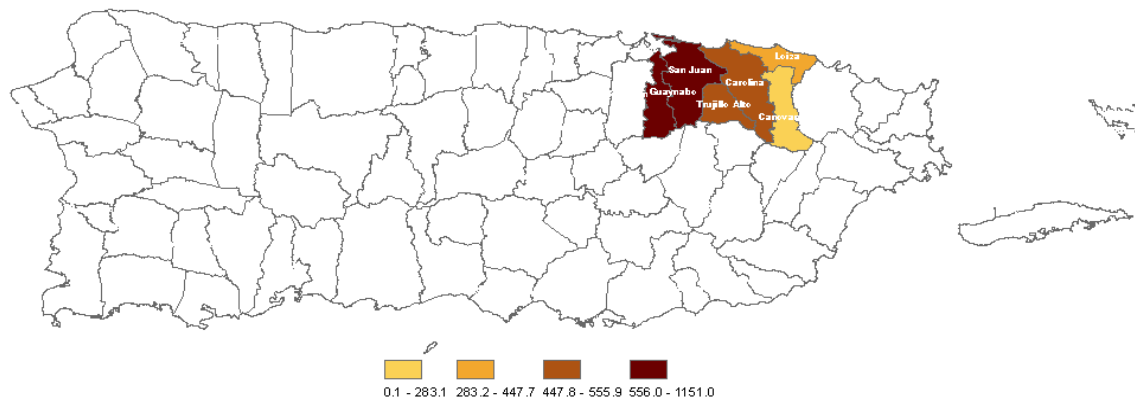 Loiza
San Juan
Carolina
Guaynabo
Trujillo Alto
Canovan
0.1 - 283.1 283.2 - 447.7 447.8 - 555.9 556.0 - 1151.0